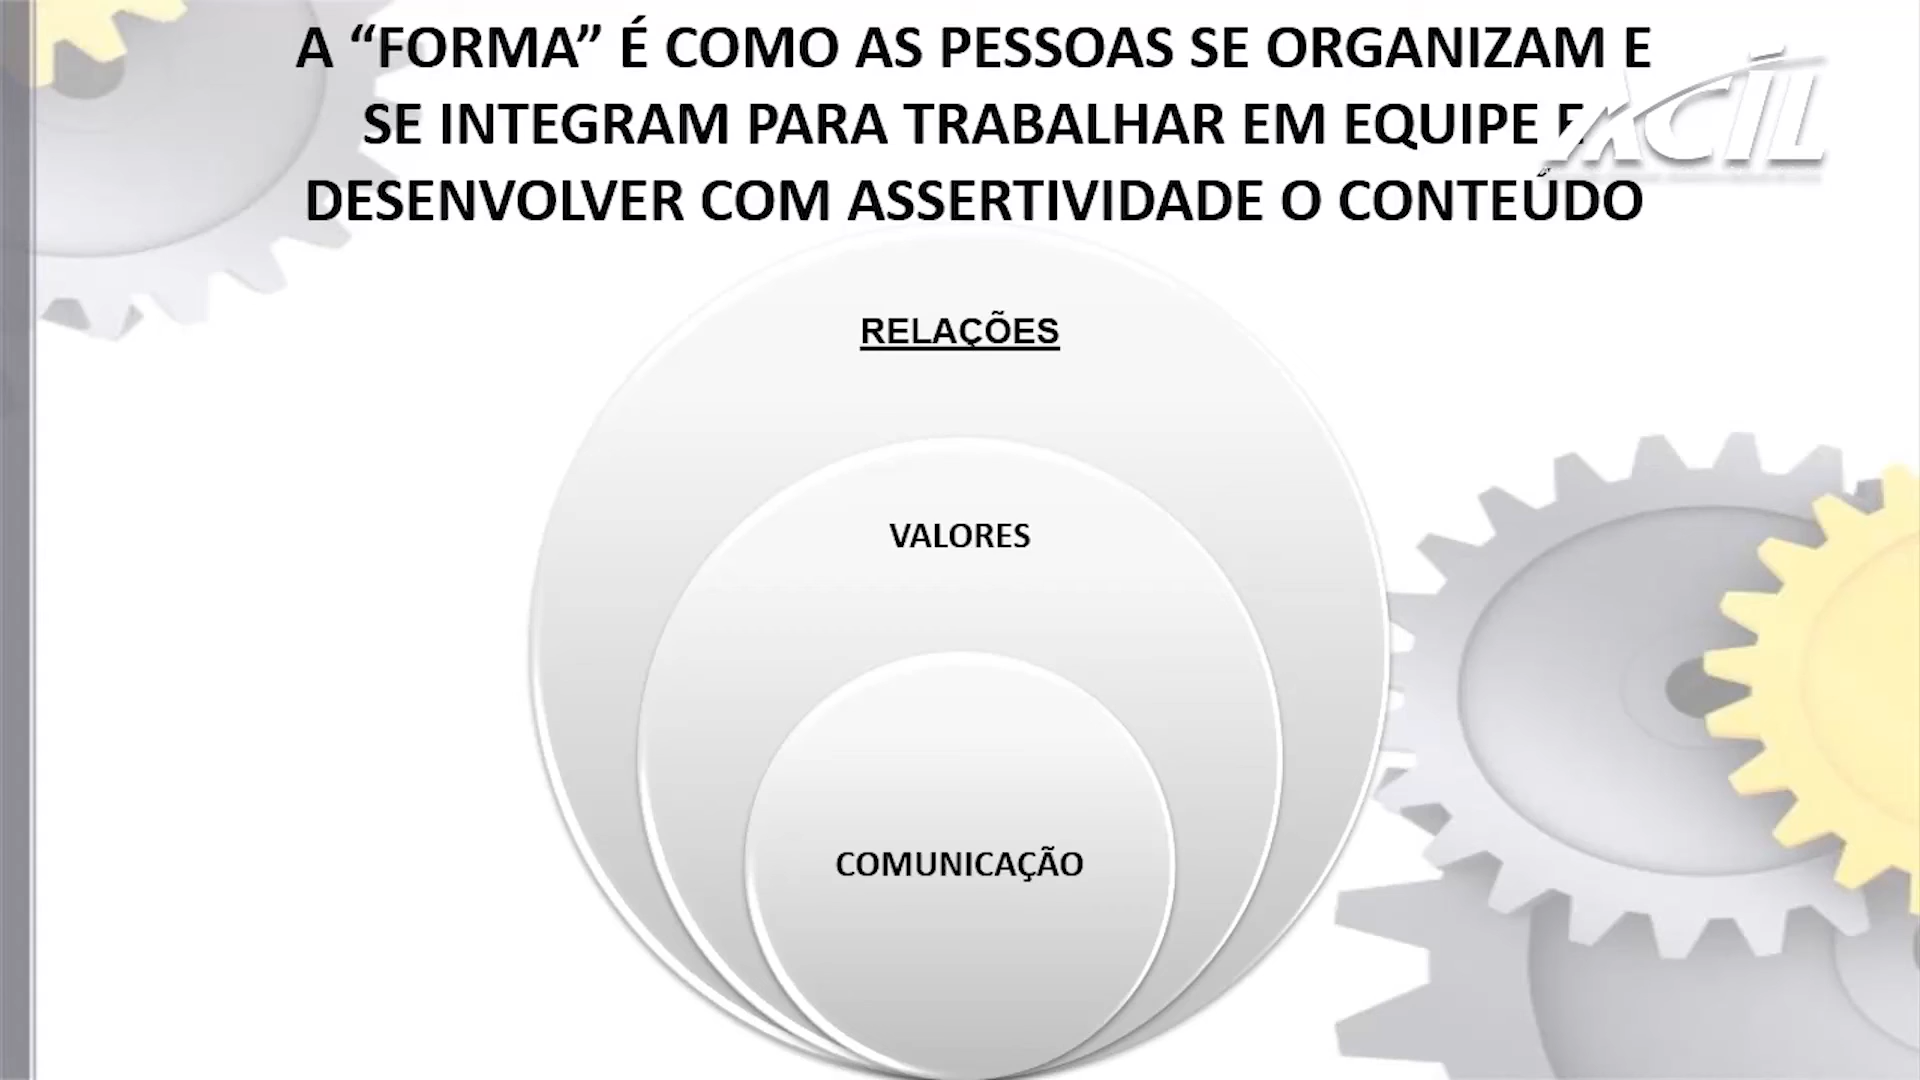 A “FORMA” É COMO AS PESSOAS SE ORGANIZAM E
SE INTEGRAM PARA TRABALHAR EM EQUIPE E
DESENVOLVER COM ASSERTIVIDADE O CONTEÚDO
ACIL
RELAÇÕES
VALORES
COMUNICAÇÃO